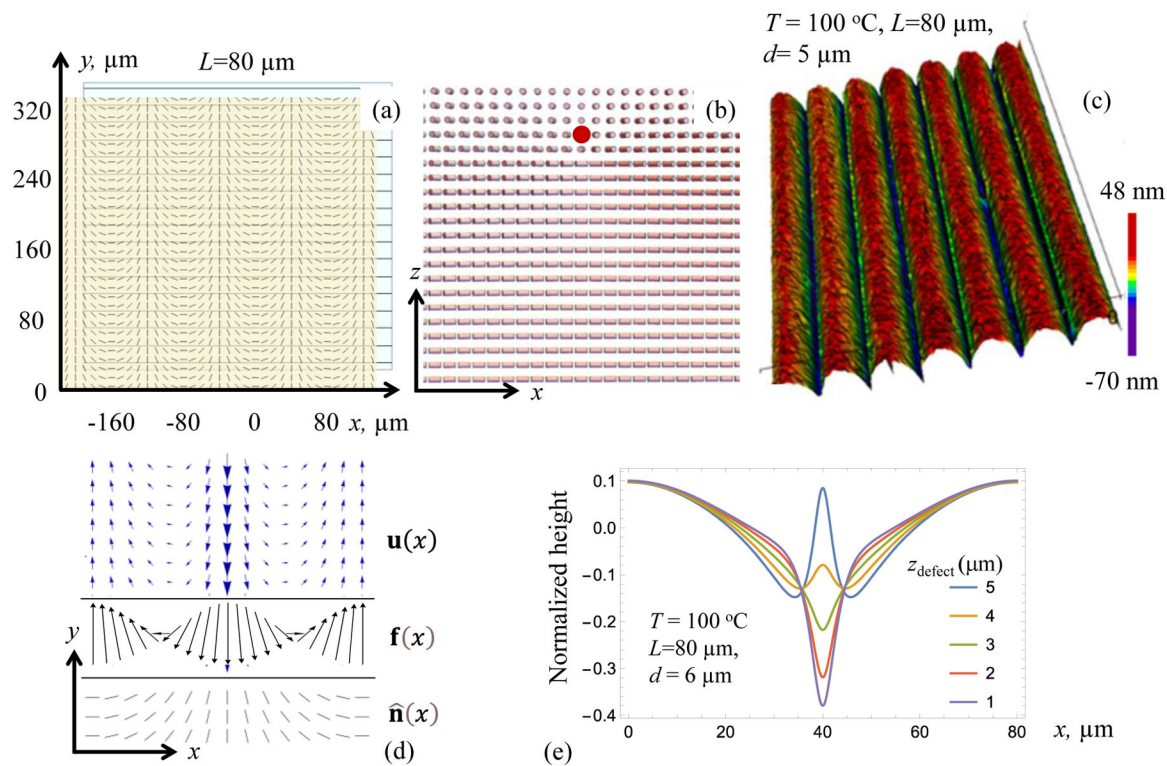 y, µm
L=80 µm
(a)
320
240
160
80
0
-160
-80
0
80
x, µm
(b)
z
x
T = 100 °C, L=80 µm,
d= 5 µm
(c)
48 nm
-70 nm
0
u(x)
f(x)
n̂(x)
y
x
(d)
Normalized height
0.1
0.0
−0.1
−0.2
−0.3
−0.4
0
20
40
60
80
x, µm
T = 100 °C
L=80 µm,
d = 6 µm
zdefect (µm)
5
4
3
2
1
(e)